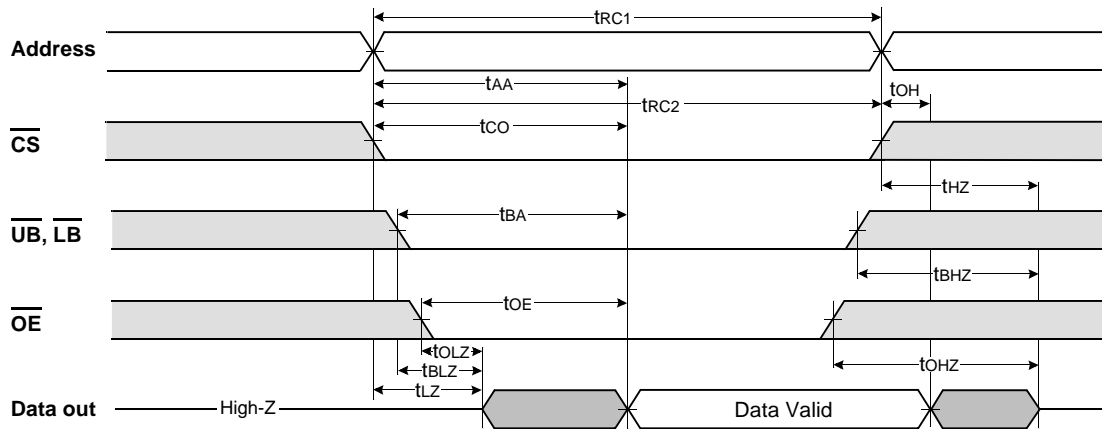 tRC1
Address
tAA
tOH
tRC2
CS
tCO
tHZ
UB, LB
tBA
tBHZ
OE
tOE
tOLZ
tBLZ
tOHZ
tLZ
Data out
High-Z
Data Valid